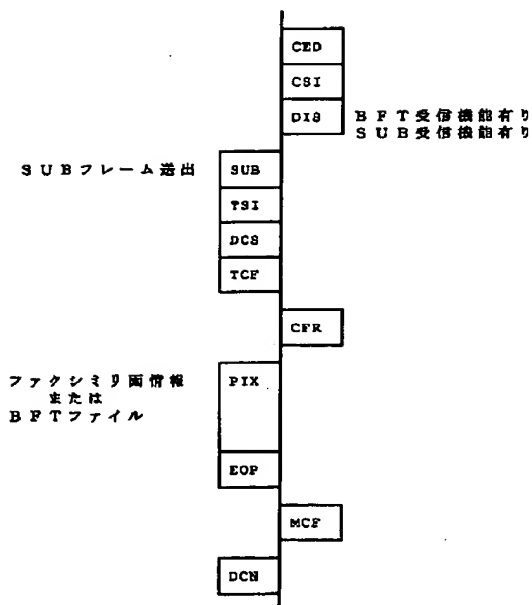 CED
CSI
DIS
BFT受信機能有り
SUB受信機能有り
SUBフレーム送出
SUB
TSI
DCS
TCF
CFR
ファクシミリ画情報
または
BFTファイル
PIX
EOP
MCF
DCN